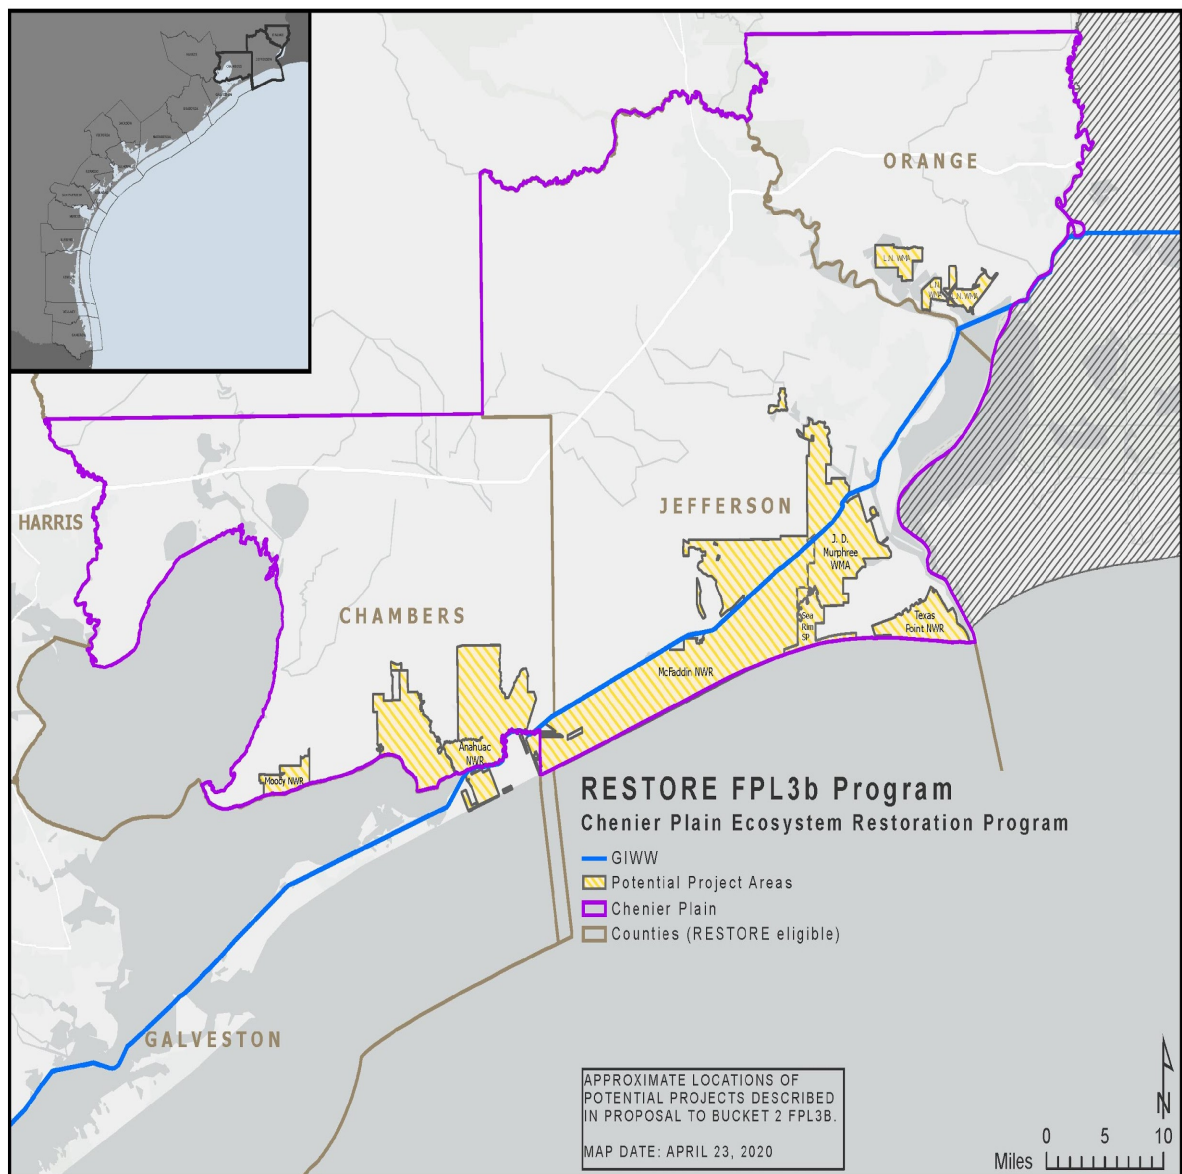 ORANGE
L.N. WMA
L.N.
WMA
L.N. WMA
HARRIS
JEFFERSON
J. D.
Murphree
WMA
CHAMBERS
Sea
Rim
SP
Texas
Point NWR
McFaddin NWR
Anahuac
NWR
Moody NWR
RESTORE FPL3b Program
Chenier Plain Ecosystem Restoration Program
GIWW
Potential Project Areas
Chenier Plain
Counties (RESTORE eligible)
GALVESTON
APPROXIMATE LOCATIONS OF
POTENTIAL PROJECTS DESCRIBED
IN PROPOSAL TO BUCKET 2 FPL3B.
MAP DATE: APRIL 23, 2020
N
0 5 10
Miles